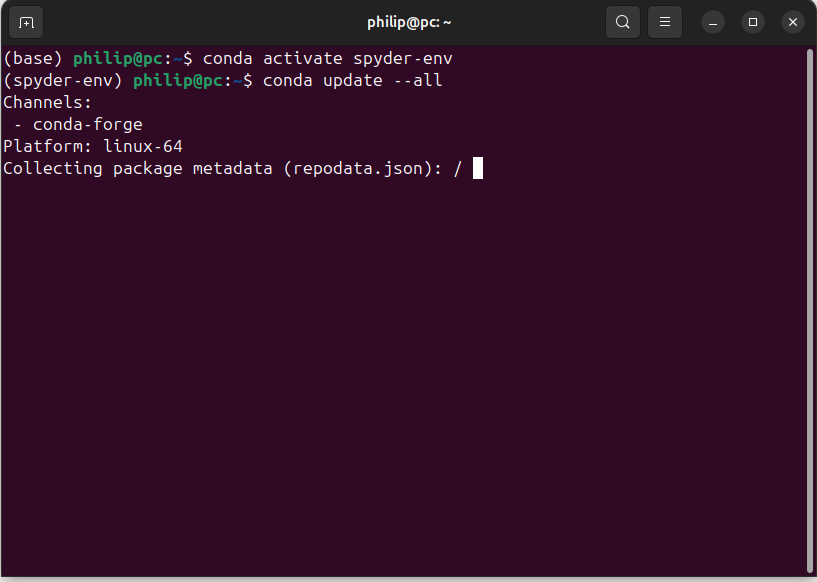 philip@pc: ~
(base) philip@pc:~$ conda activate spyder-env
(spyder-env) philip@pc:~$ conda update --all
Channels:
 - conda-forge
Platform: linux-64
Collecting package metadata (repodata.json): /